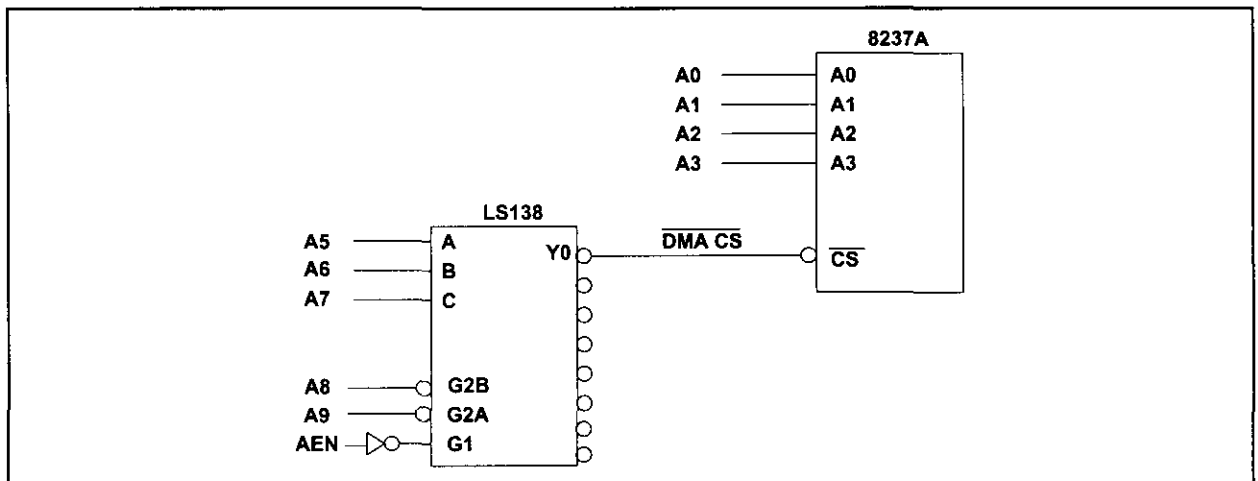 8237A
A0 A0
A1 A1
A2 A2
A3 A3
LS138
A5 A
A6 B
A7 C
Y0 DMA CS CS
A8 G2B
A9 G2A
AEN G1